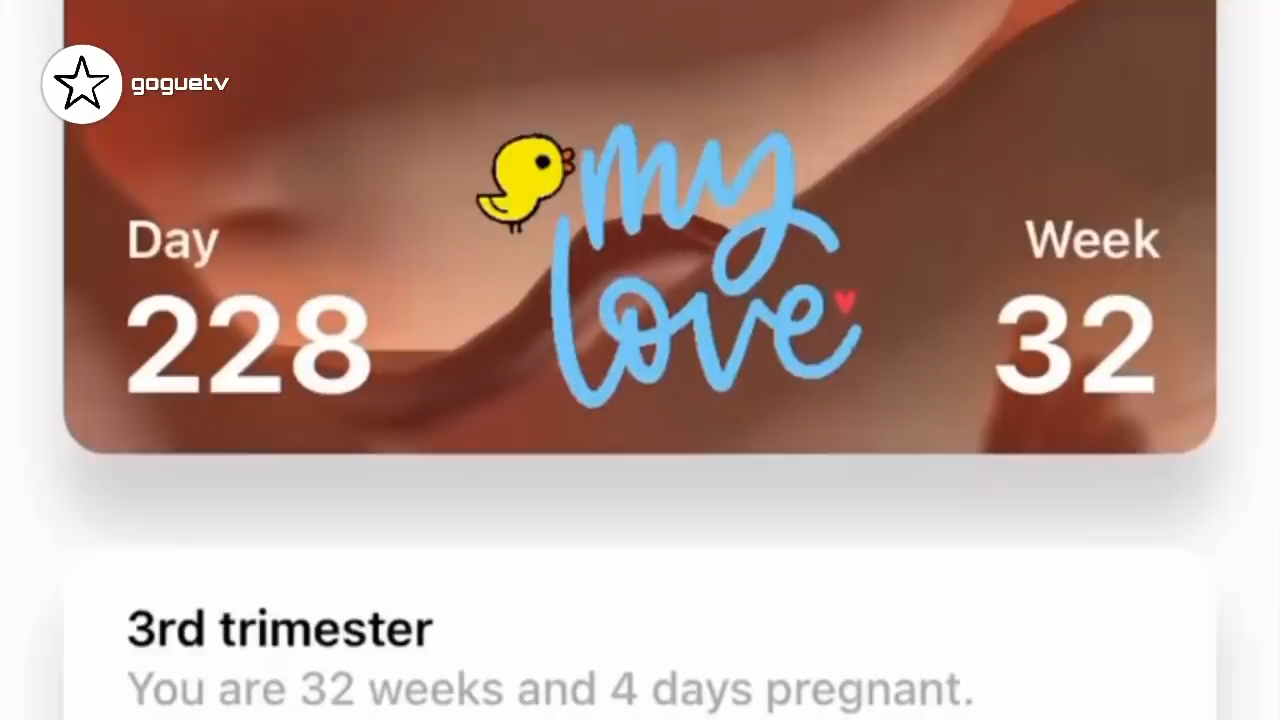 goguetv
my
love
Day
Week
228
32
3rd trimester
You are 32 weeks and 4 days pregnant.